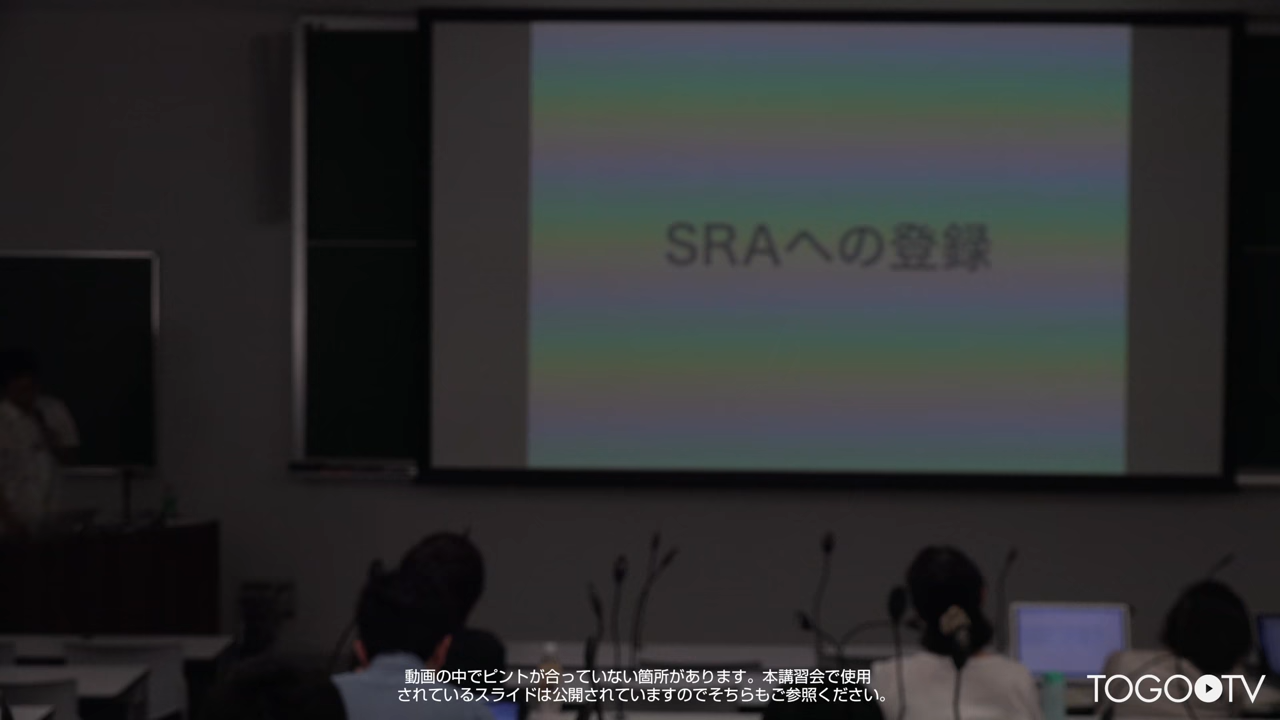 SRAへの登録
動画の中でピントが合っていない箇所があります。本講習会で使用
されているスライドは公開されていますのでそちらもご参照ください。
TOGOTV